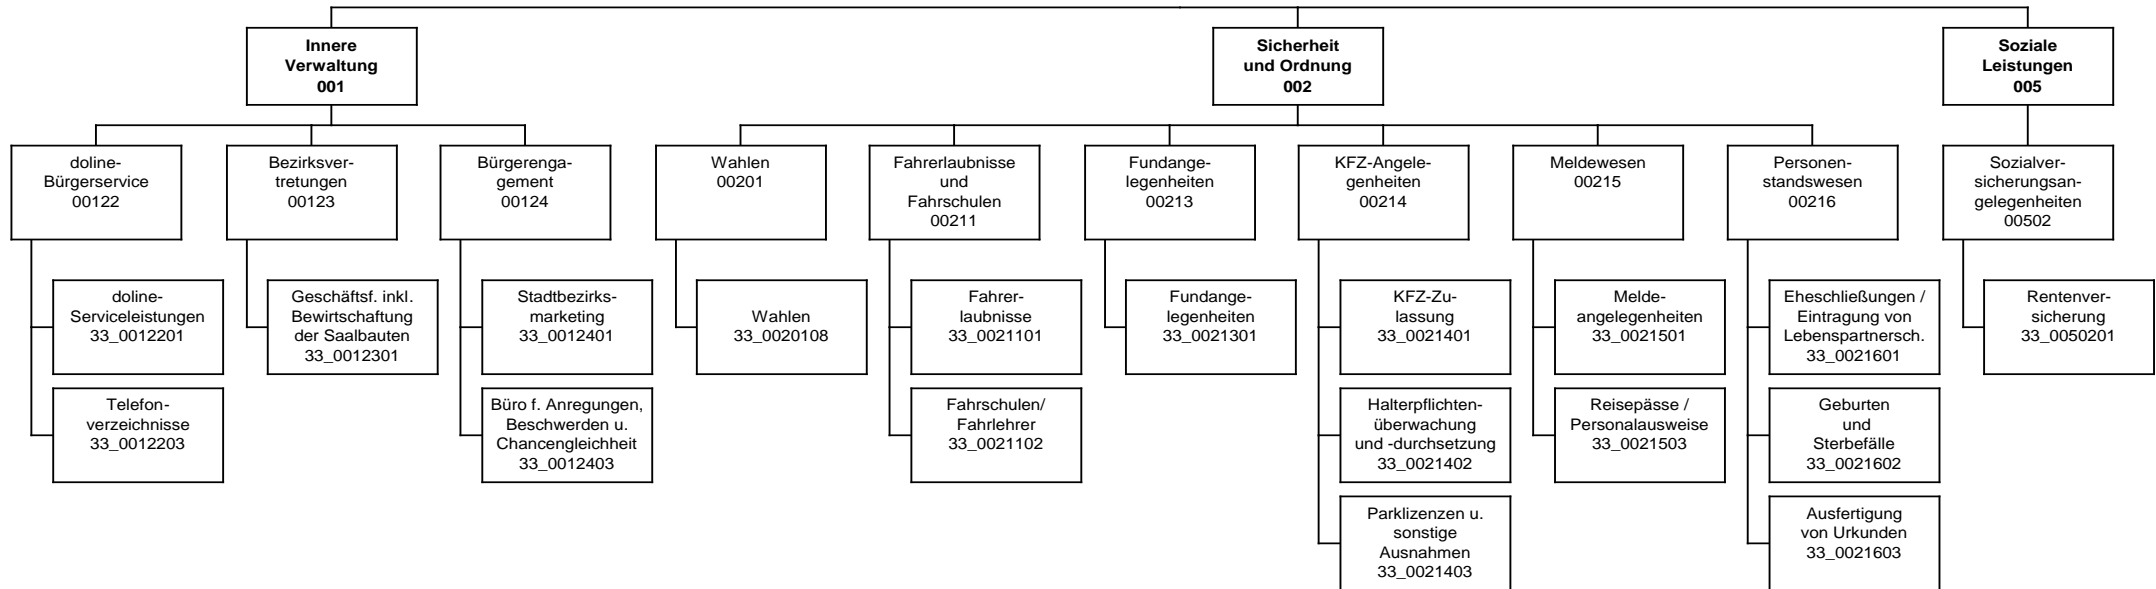 Innere
Verwaltung
001
Sicherheit
und Ordnung
002
Soziale
Leistungen
005
doline-
Bürgerservice
00122
Bezirksver-
tretungen
00123
Bürgerenga-
gement
00124
Wahlen
00201
Fahrerlaubnisse
und
Fahrschulen
00211
Fundange-
legenheiten
00213
KFZ-Angele-
genheiten
00214
Meldewesen
00215
Personen-
standswesen
00216
Sozialver-
sicherungsan-
gelegenheiten
00502
doline-
Serviceleistungen
33_0012201
Geschäftsf. inkl.
Bewirtschaftung
der Saalbauten
33_0012301
Stadtbezirks-
marketing
33_0012401
Wahlen
33_0020108
Fahrer-
laubnisse
33_0021101
Fundange-
legenheiten
33_0021301
KFZ-Zu-
lassung
33_0021401
Melde-
angelegenheiten
33_0021501
Eheschließungen /
Eintragung von
Lebenspartnersch.
33_0021601
Rentenver-
sicherung
33_0050201
Telefon-
verzeichnisse
33_0012203
Büro f. Anregungen,
Beschwerden u.
Chancengleichheit
33_0012403
Fahrschulen/
Fahrlehrer
33_0021102
Halterpflichten-
überwachung
und -durchsetzung
33_0021402
Reisepässe /
Personalausweise
33_0021503
Geburten
und
Sterbefälle
33_0021602
Parklizenzen u.
sonstige
Ausnahmen
33_0021403
Ausfertigung
von Urkunden
33_0021603